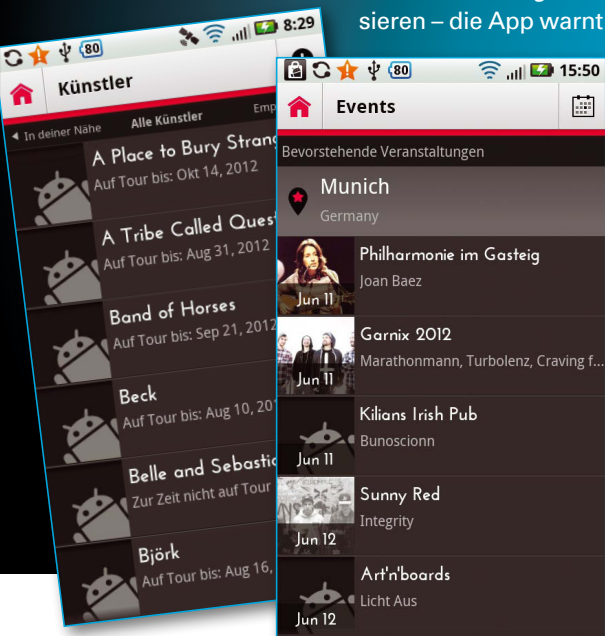 sieren – die App warnt
80
8:29
Künstler
In deiner Nähe Alle Künstler
A Place to Bury
Auf Tour bis: Okt 14, 2012
A Tribe Called
Auf Tour bis: Aug 31, 2012
Band of Horses
Auf Tour bis: Sep 21, 2012
Beck
Auf Tour bis: Aug 10,
Belle and
Zur Zeit nicht auf Tour
Björk
Auf Tour bis: Aug 16,
80
15:50
Events
Bevorstehende Veranstaltungen
Munich
Germany
Philharmonie im Gasteig
Joan Baez
Jun 11
Garnix 2012
Marathonmann, Turbolenz, Craving f...
Jun 11
Kilians Irish Pub
Bunoscionn
Jun 11
Sunny Red
Integrity
Jun 12
Art'n'boards
Licht Aus
Jun 12